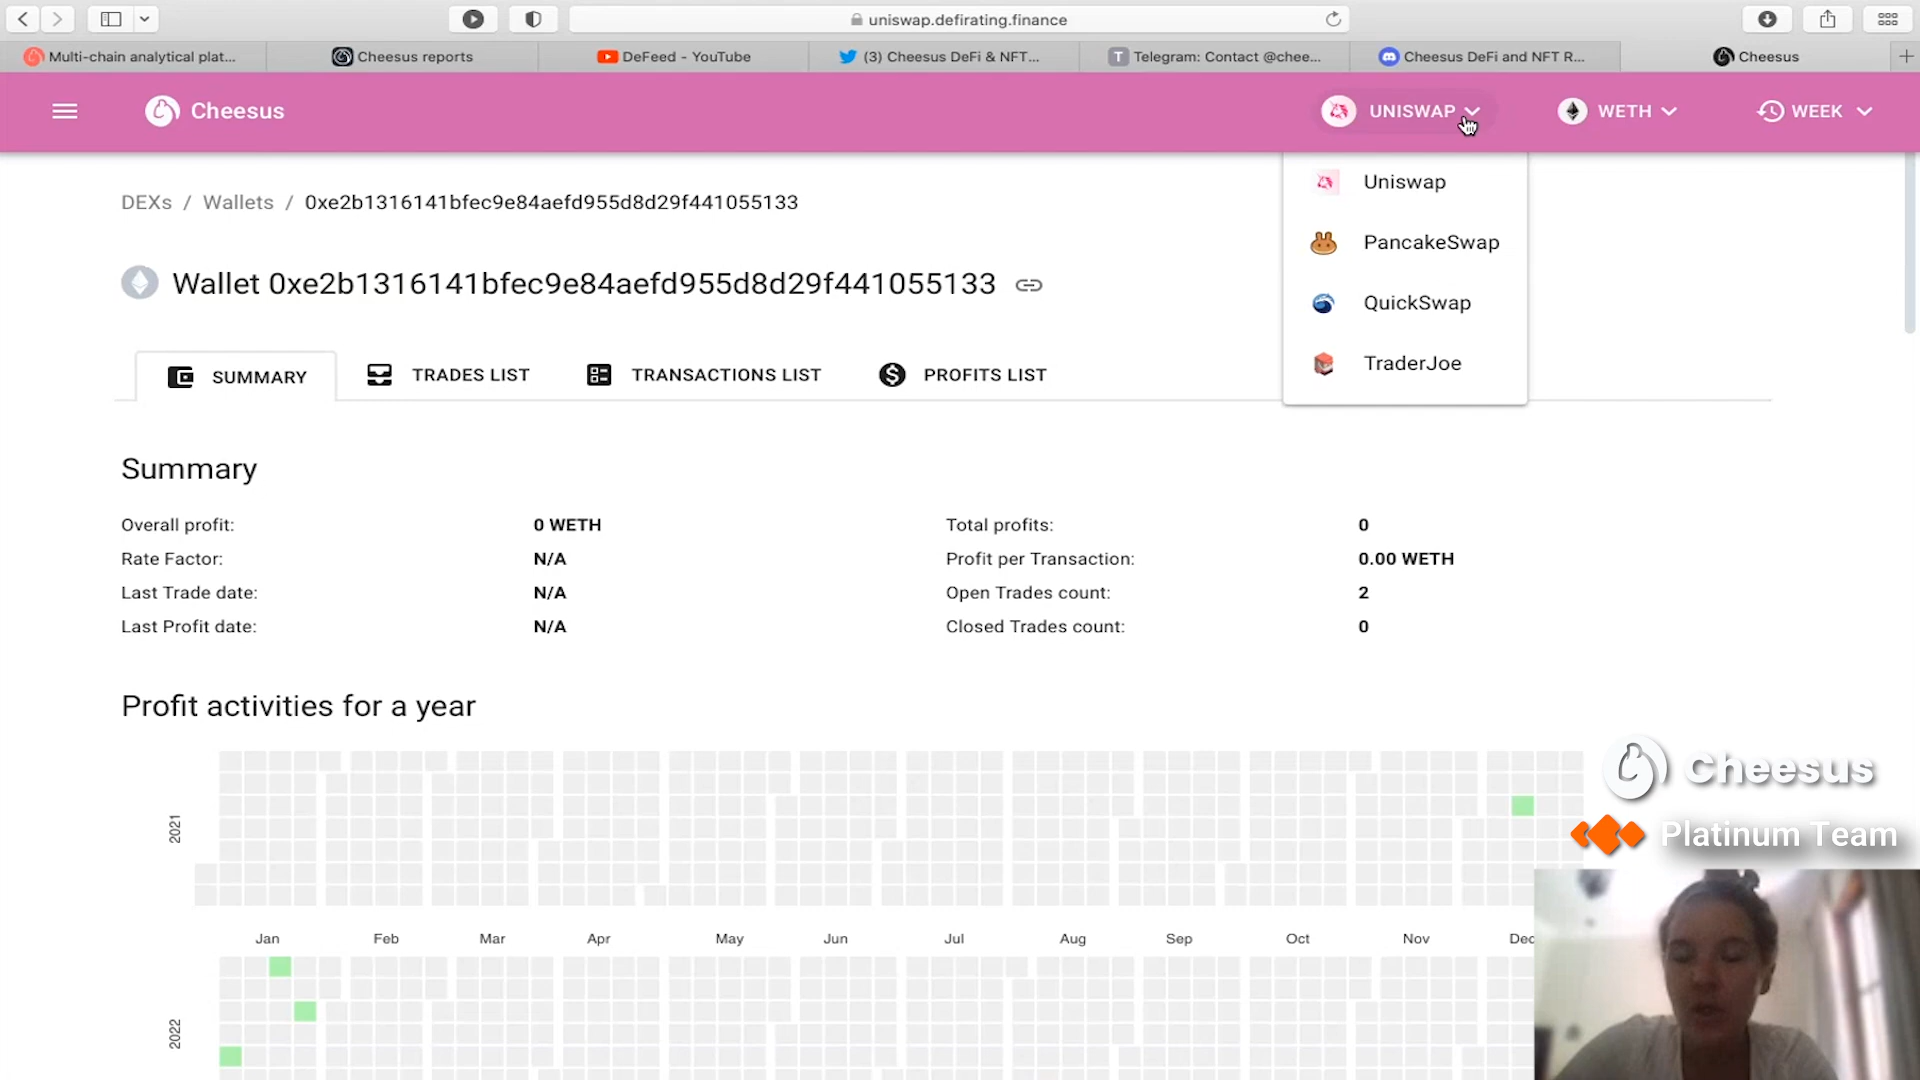 uniswap.defirating.finance
Multi-chain analytical plat...
Cheesus reports
DeFeed - YouTube
(3) Cheesus DeFi & NFT...
T
Telegram: Contact @chee...
Cheesus DeFi and NFT R...
Cheesus
Cheesus
UNISWAP
WETH
WEEK
Uniswap
PancakeSwap
QuickSwap
TraderJoe
DEXs / Wallets / 0xe2b1316141bfec9e84aefd955d8d29f441055133
Wallet 0xe2b1316141bfec9e84aefd955d8d29f441055133
SUMMARY
TRADES LIST
TRANSACTIONS LIST
PROFITS LIST
Summary
Overall profit: 0 WETH
Total profits: 0
Rate Factor: N/A
Profit per Transaction: 0.00 WETH
Last Trade date: N/A
Open Trades count: 2
Last Profit date: N/A
Closed Trades count: 0
Profit activities for a year
2021
Jan Feb Mar Apr May Jun Jul Aug Sep Oct Nov Dec
2022
Cheesus
Platinum Team